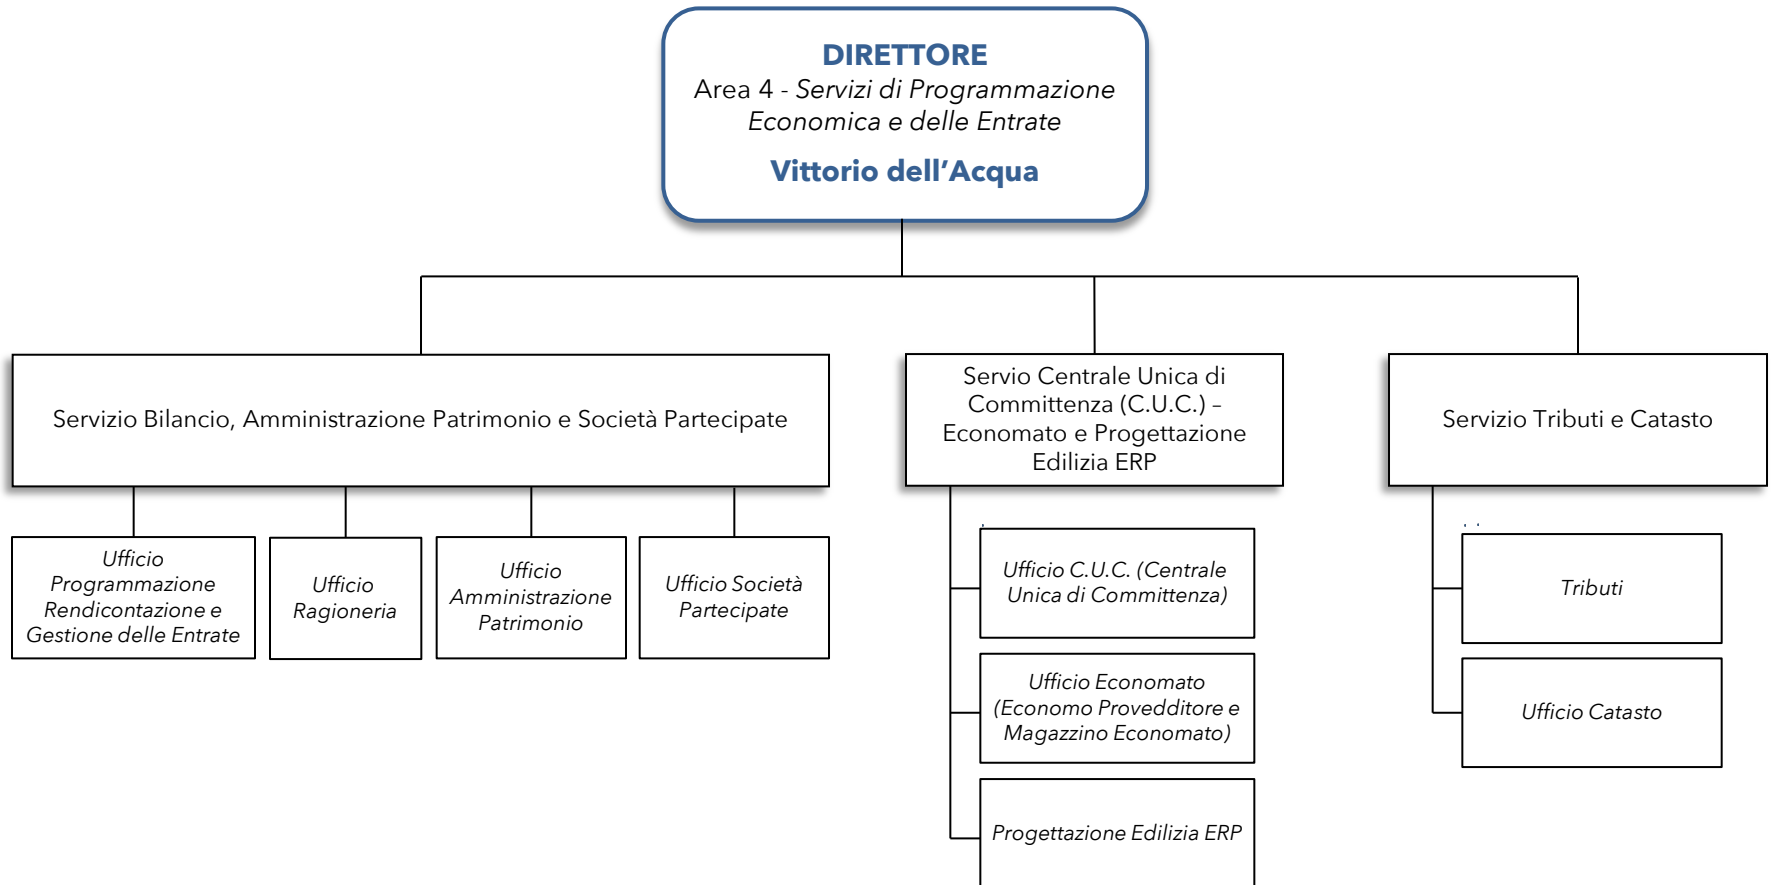 DIRETTORE
Area 4 - Servizi di Programmazione
Economica e delle Entrate
Vittorio dell’Acqua
Servizio Bilancio, Amministrazione Patrimonio e Società Partecipate
Servio Centrale Unica di
Committenza (C.U.C.) –
Economato e Progettazione
Edilizia ERP
Servizio Tributi e Catasto
Ufficio
Programmazione
Rendicontazione e
Gestione delle Entrate
Ufficio
Ragioneria
Ufficio
Amministrazione
Patrimonio
Ufficio Società
Partecipate
Ufficio C.U.C. (Centrale
Unica di Committenza)
Ufficio Economato
(Economo Provedditore e
Magazzino Economato)
Progettazione Edilizia ERP
Tributi
Ufficio Catasto